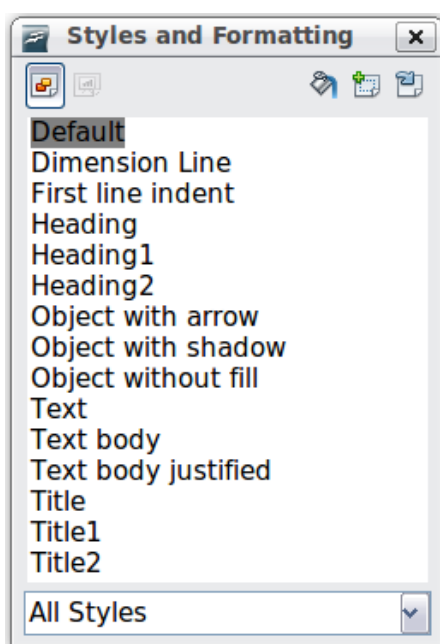 Styles and Formatting
Default
Dimension Line
First line indent
Heading
Heading1
Heading2
Object with arrow
Object with shadow
Object without fill
Text
Text body
Text body justified
Title
Title1
Title2
All Styles